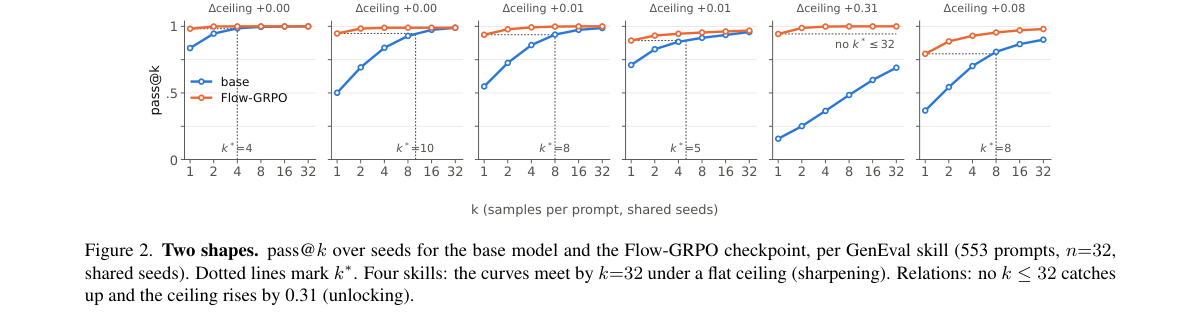 Δceiling +0.00 Δceiling +0.00 Δceiling +0.01 Δceiling +0.01 Δceiling +0.31 Δceiling +0.08
pass@k
1
.5
0
base
Flow-GRPO
no k* ≤ 32
k*=4 k*=10 k*=8 k*=5 k*=8
1 2 4 8 16 32 1 2 4 8 16 32 1 2 4 8 16 32 1 2 4 8 16 32 1 2 4 8 16 32 1 2 4 8 16 32
k (samples per prompt, shared seeds)
Figure 2. Two shapes. pass@k over seeds for the base model and the Flow-GRPO checkpoint, per GenEval skill (553 prompts, n=32,
shared seeds). Dotted lines mark k*. Four skills: the curves meet by k=32 under a flat ceiling (sharpening). Relations: no k ≤ 32 catches
up and the ceiling rises by 0.31 (unlocking).